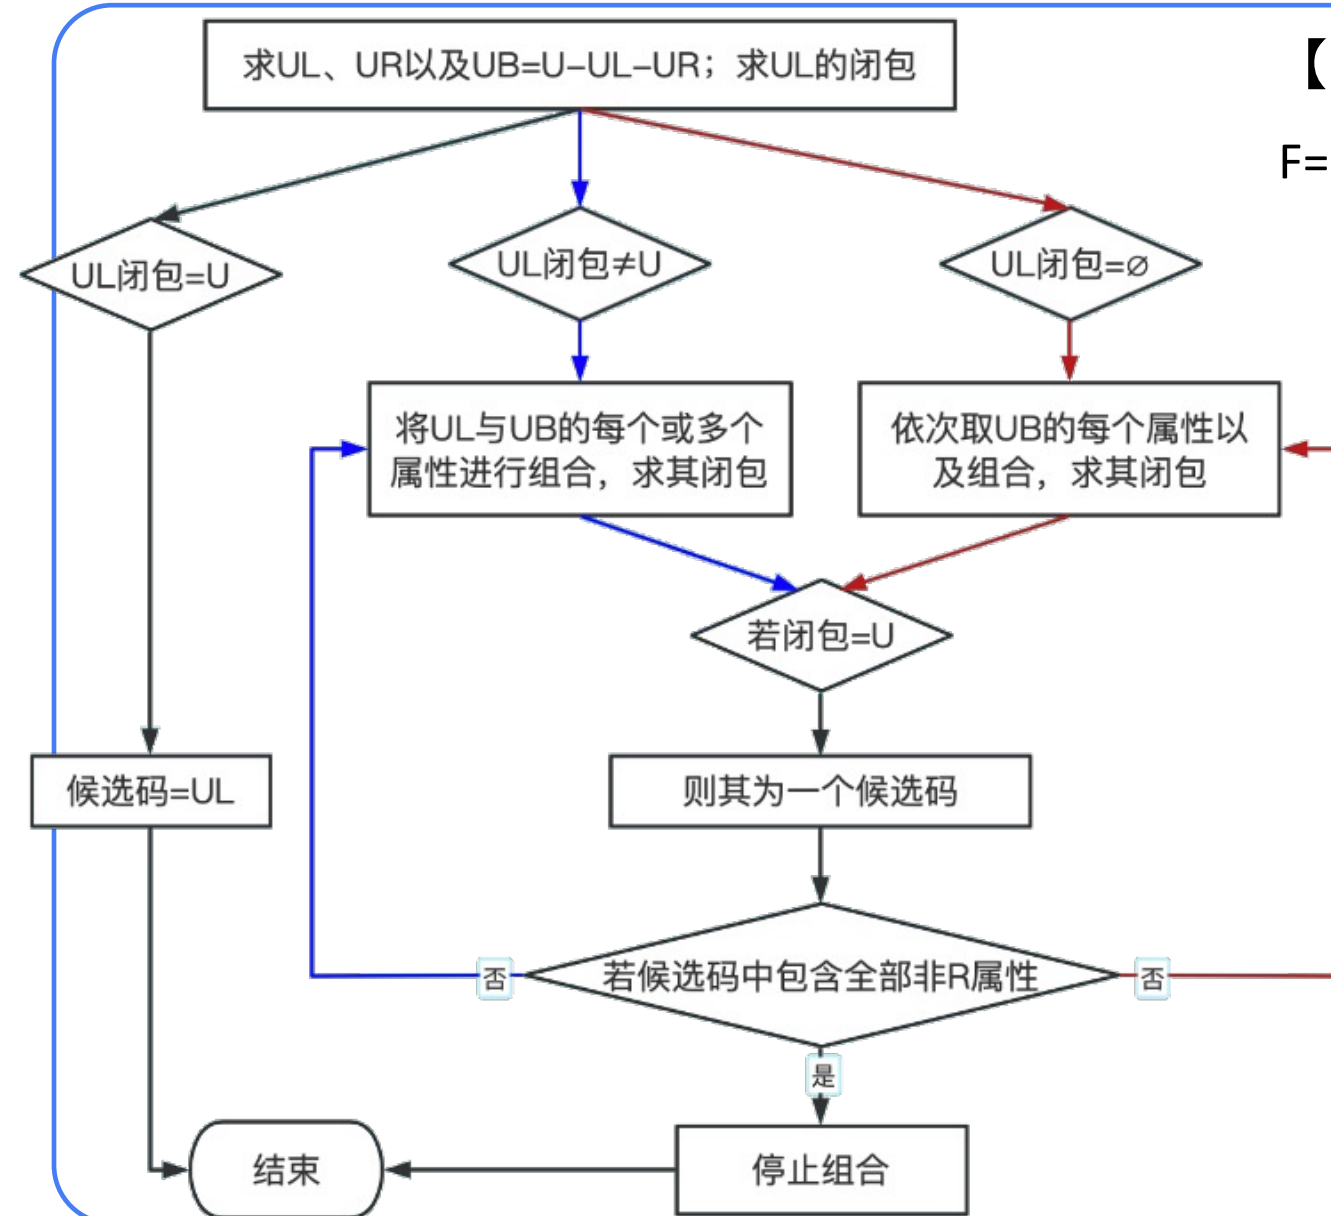 求UL、UR以及UB=U-UL-UR；求UL的闭包
【
F=
UL闭包=U
UL闭包≠U
UL闭包=∅
将UL与UB的每个或多个
属性进行组合，求其闭包
依次取UB的每个属性以
及组合，求其闭包
若闭包=U
候选码=UL
则其为一个候选码
否
若候选码中包含全部非R属性
否
是
结束
停止组合